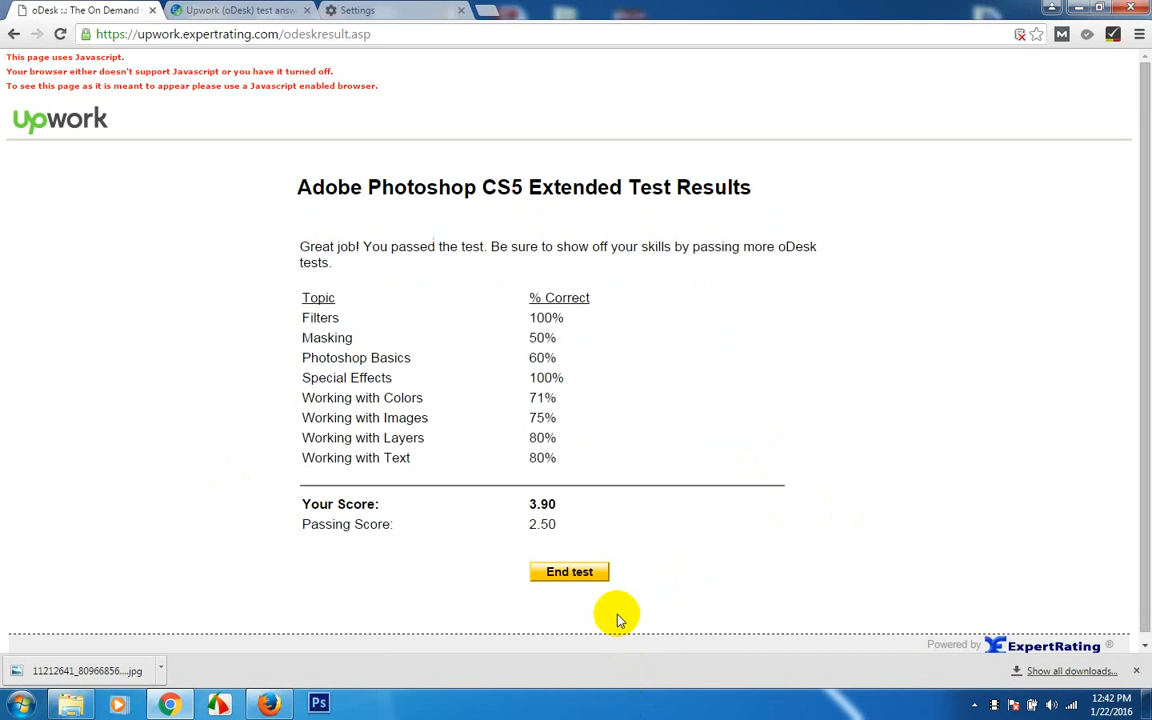 oDesk ::: The On Demand
Upwork (oDesk) test answ
Settings
https://upwork.expertrating.com/odeskresult.asp
This page uses Javascript.
Your browser either doesn't support Javascript or you have it turned off.
To see this page as it is meant to appear please use a Javascript enabled browser.
Upwork
Adobe Photoshop CS5 Extended Test Results
Great job! You passed the test. Be sure to show off your skills by passing more oDesk
tests.
Topic % Correct
Filters 100%
Masking 50%
Photoshop Basics 60%
Special Effects 100%
Working with Colors 71%
Working with Images 75%
Working with Layers 80%
Working with Text 80%
Your Score: 3.90
Passing Score: 2.50
End test
Powered by ExpertRating ®
11212641_80966856....jpg
Show all downloads...
Ps
12:42 PM
1/22/2016